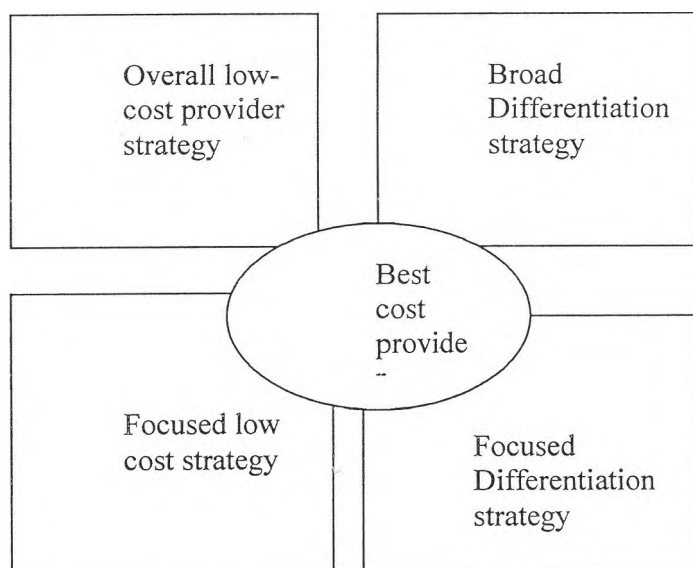 Overall low-
cost provider
strategy
Broad
Differentiation
strategy
Best
cost
provide
Focused low
cost strategy
Focused
Differentiation
strategy